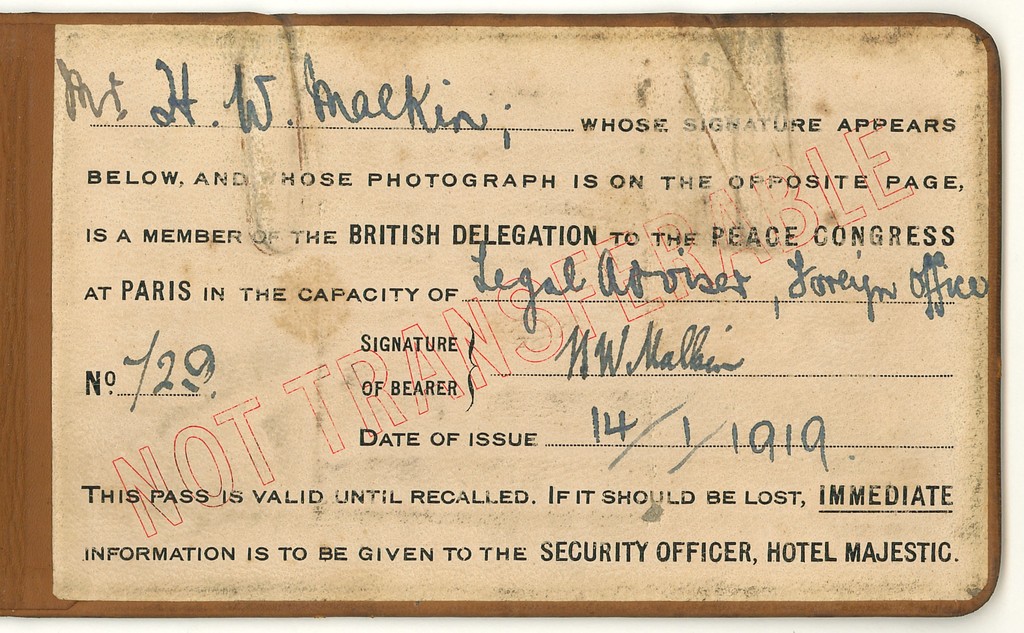 Mr. H. W. Malkin, WHOSE SIGNATURE APPEARS
BELOW, AND WHOSE PHOTOGRAPH IS ON THE OPPOSITE PAGE,
IS A MEMBER OF THE BRITISH DELEGATION TO THE PEACE CONGRESS
AT PARIS IN THE CAPACITY OF Legal Adviser, Foreign Office
No. 729.
SIGNATURE OF BEARER } H W Malkin
DATE OF ISSUE 14/1/1919.
THIS PASS IS VALID UNTIL RECALLED. IF IT SHOULD BE LOST, IMMEDIATE
INFORMATION IS TO BE GIVEN TO THE SECURITY OFFICER, HOTEL MAJESTIC.
NOT TRANSFERABLE